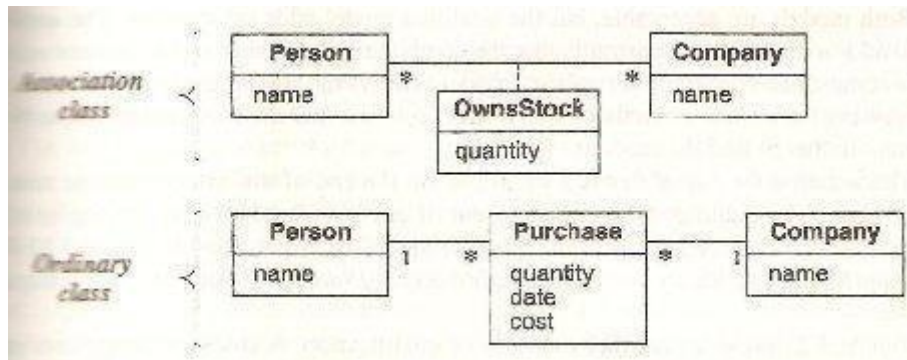 Person
Company
Association
class
*
*
name
name
OwnsStock
quantity
Person
Purchase
Company
Ordinary
class
1
*
*
1
name
quantity
name
date
cost